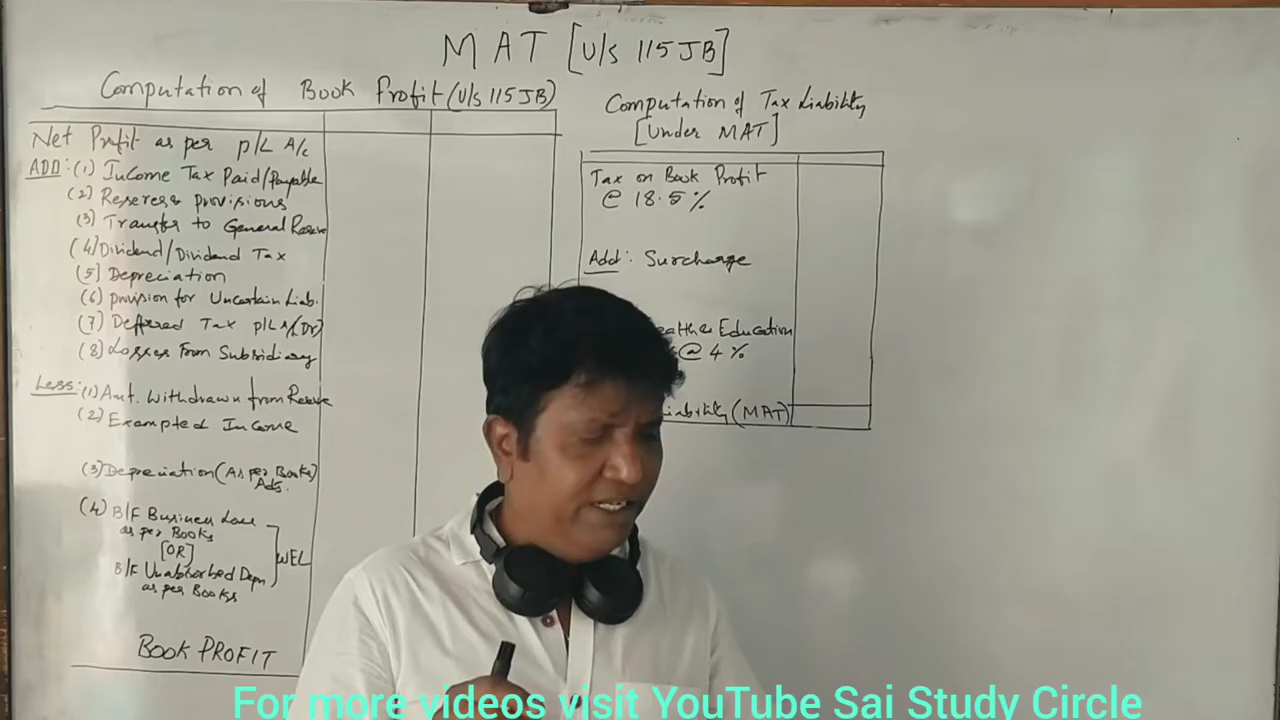 MAT [U/s 115JB]
Computation of Book Profit (U/s 115JB)
Net Profit as per P/L A/c
ADD: (1) Income Tax Paid/Payable
(2) Reseres & provisions
(3) Transfer to General Reserve
(4) Dividend/Dividend Tax
(5) Depreciation
(6) provision for Uncertain Liab.
(7) Deffered Tax p/L A/c (Dr)
(8) Losses From Subsidiary
Less: (1) Amt. Withdrawn from Reserve
(2) Exampted Income
(3) Depreciation (As per Books)
Adj.
(4) B/F Business Loss
as per Books
[OR]
B/F Unabsorbed Depn
as per Books
WEL
BOOK PROFIT
Computation of Tax Liability
[Under MAT]
Tax on Book Profit
@ 18.5%
Add: Surcharge
Education
@ 4%
(MAT)
For more videos visit YouTube Sai Study Circle